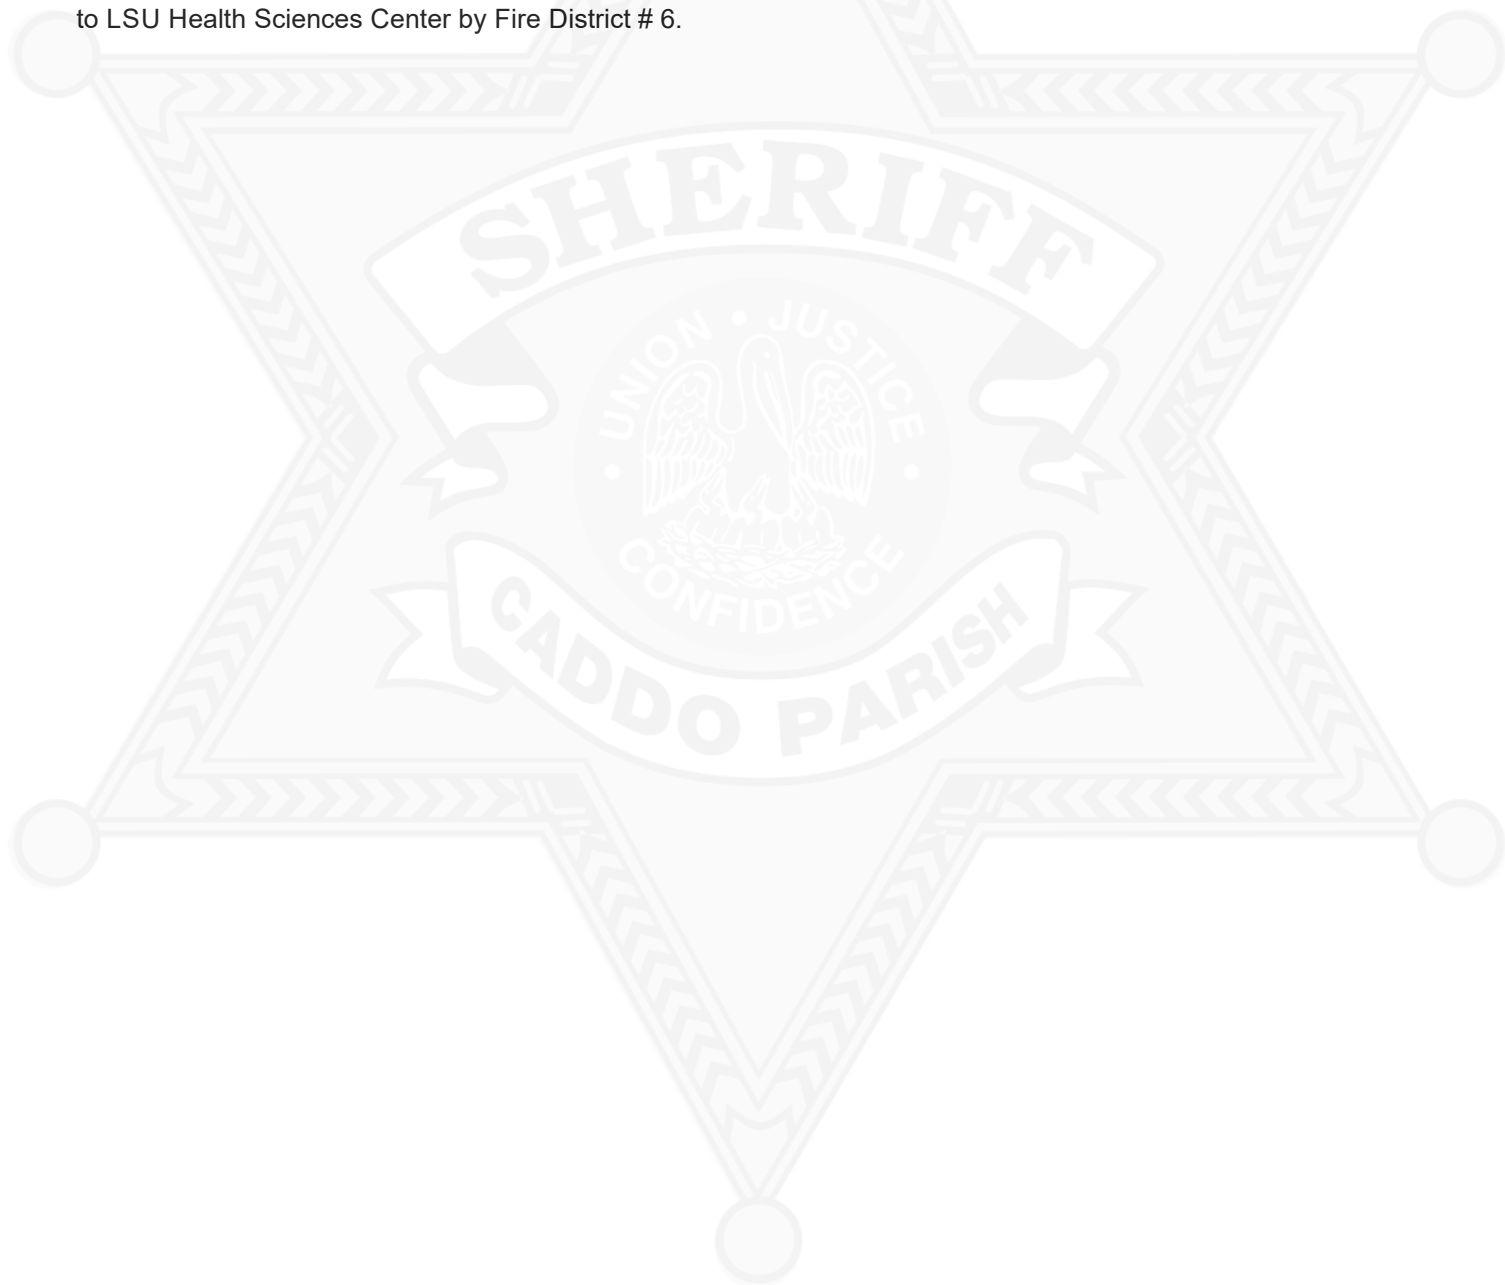 to LSU Health Sciences Center by Fire District # 6.
SHERIFF
UNION • JUSTICE
• CONFIDENCE •
CADDO PARISH